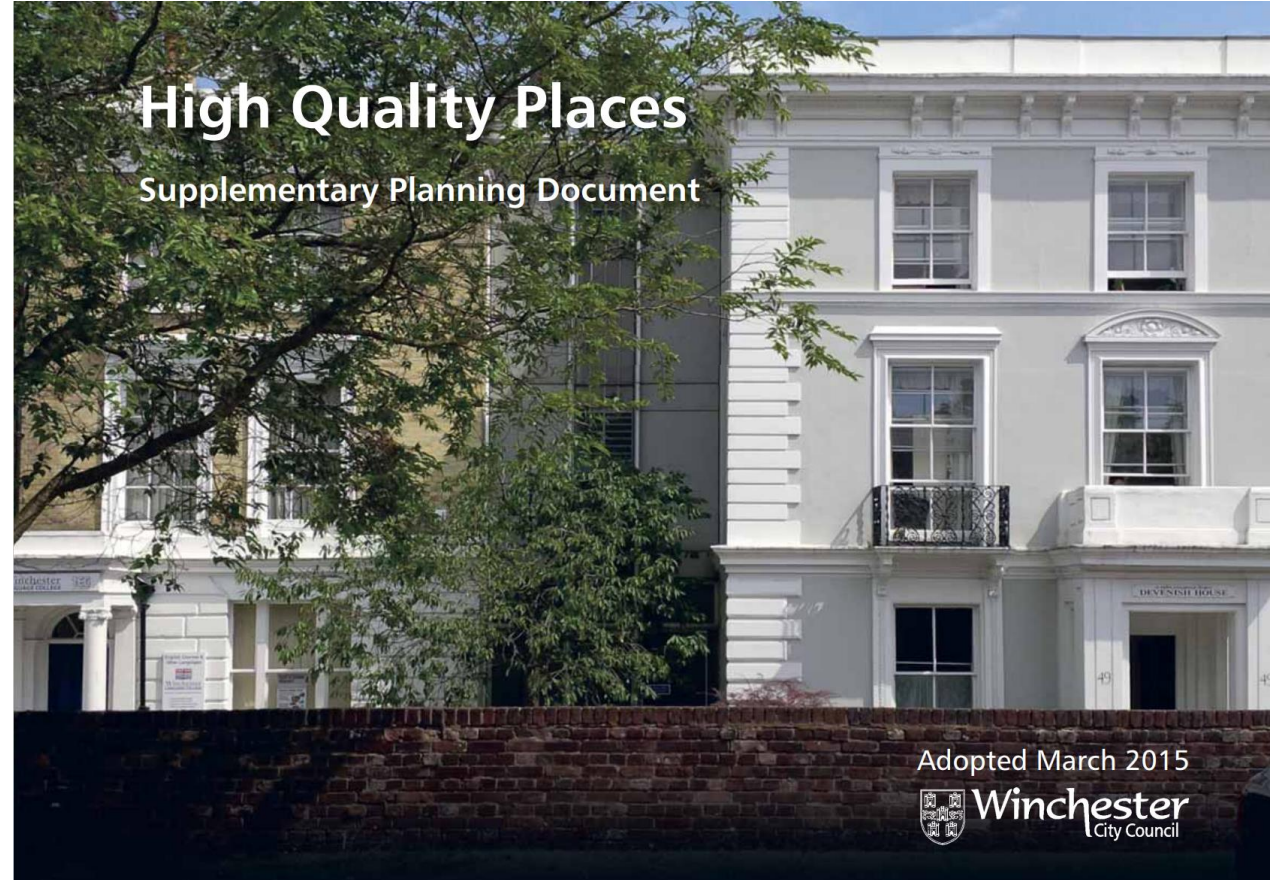 High Quality Places
Supplementary Planning Document
DEVENISH HOUSE
49
Adopted March 2015
Winchester
City Council